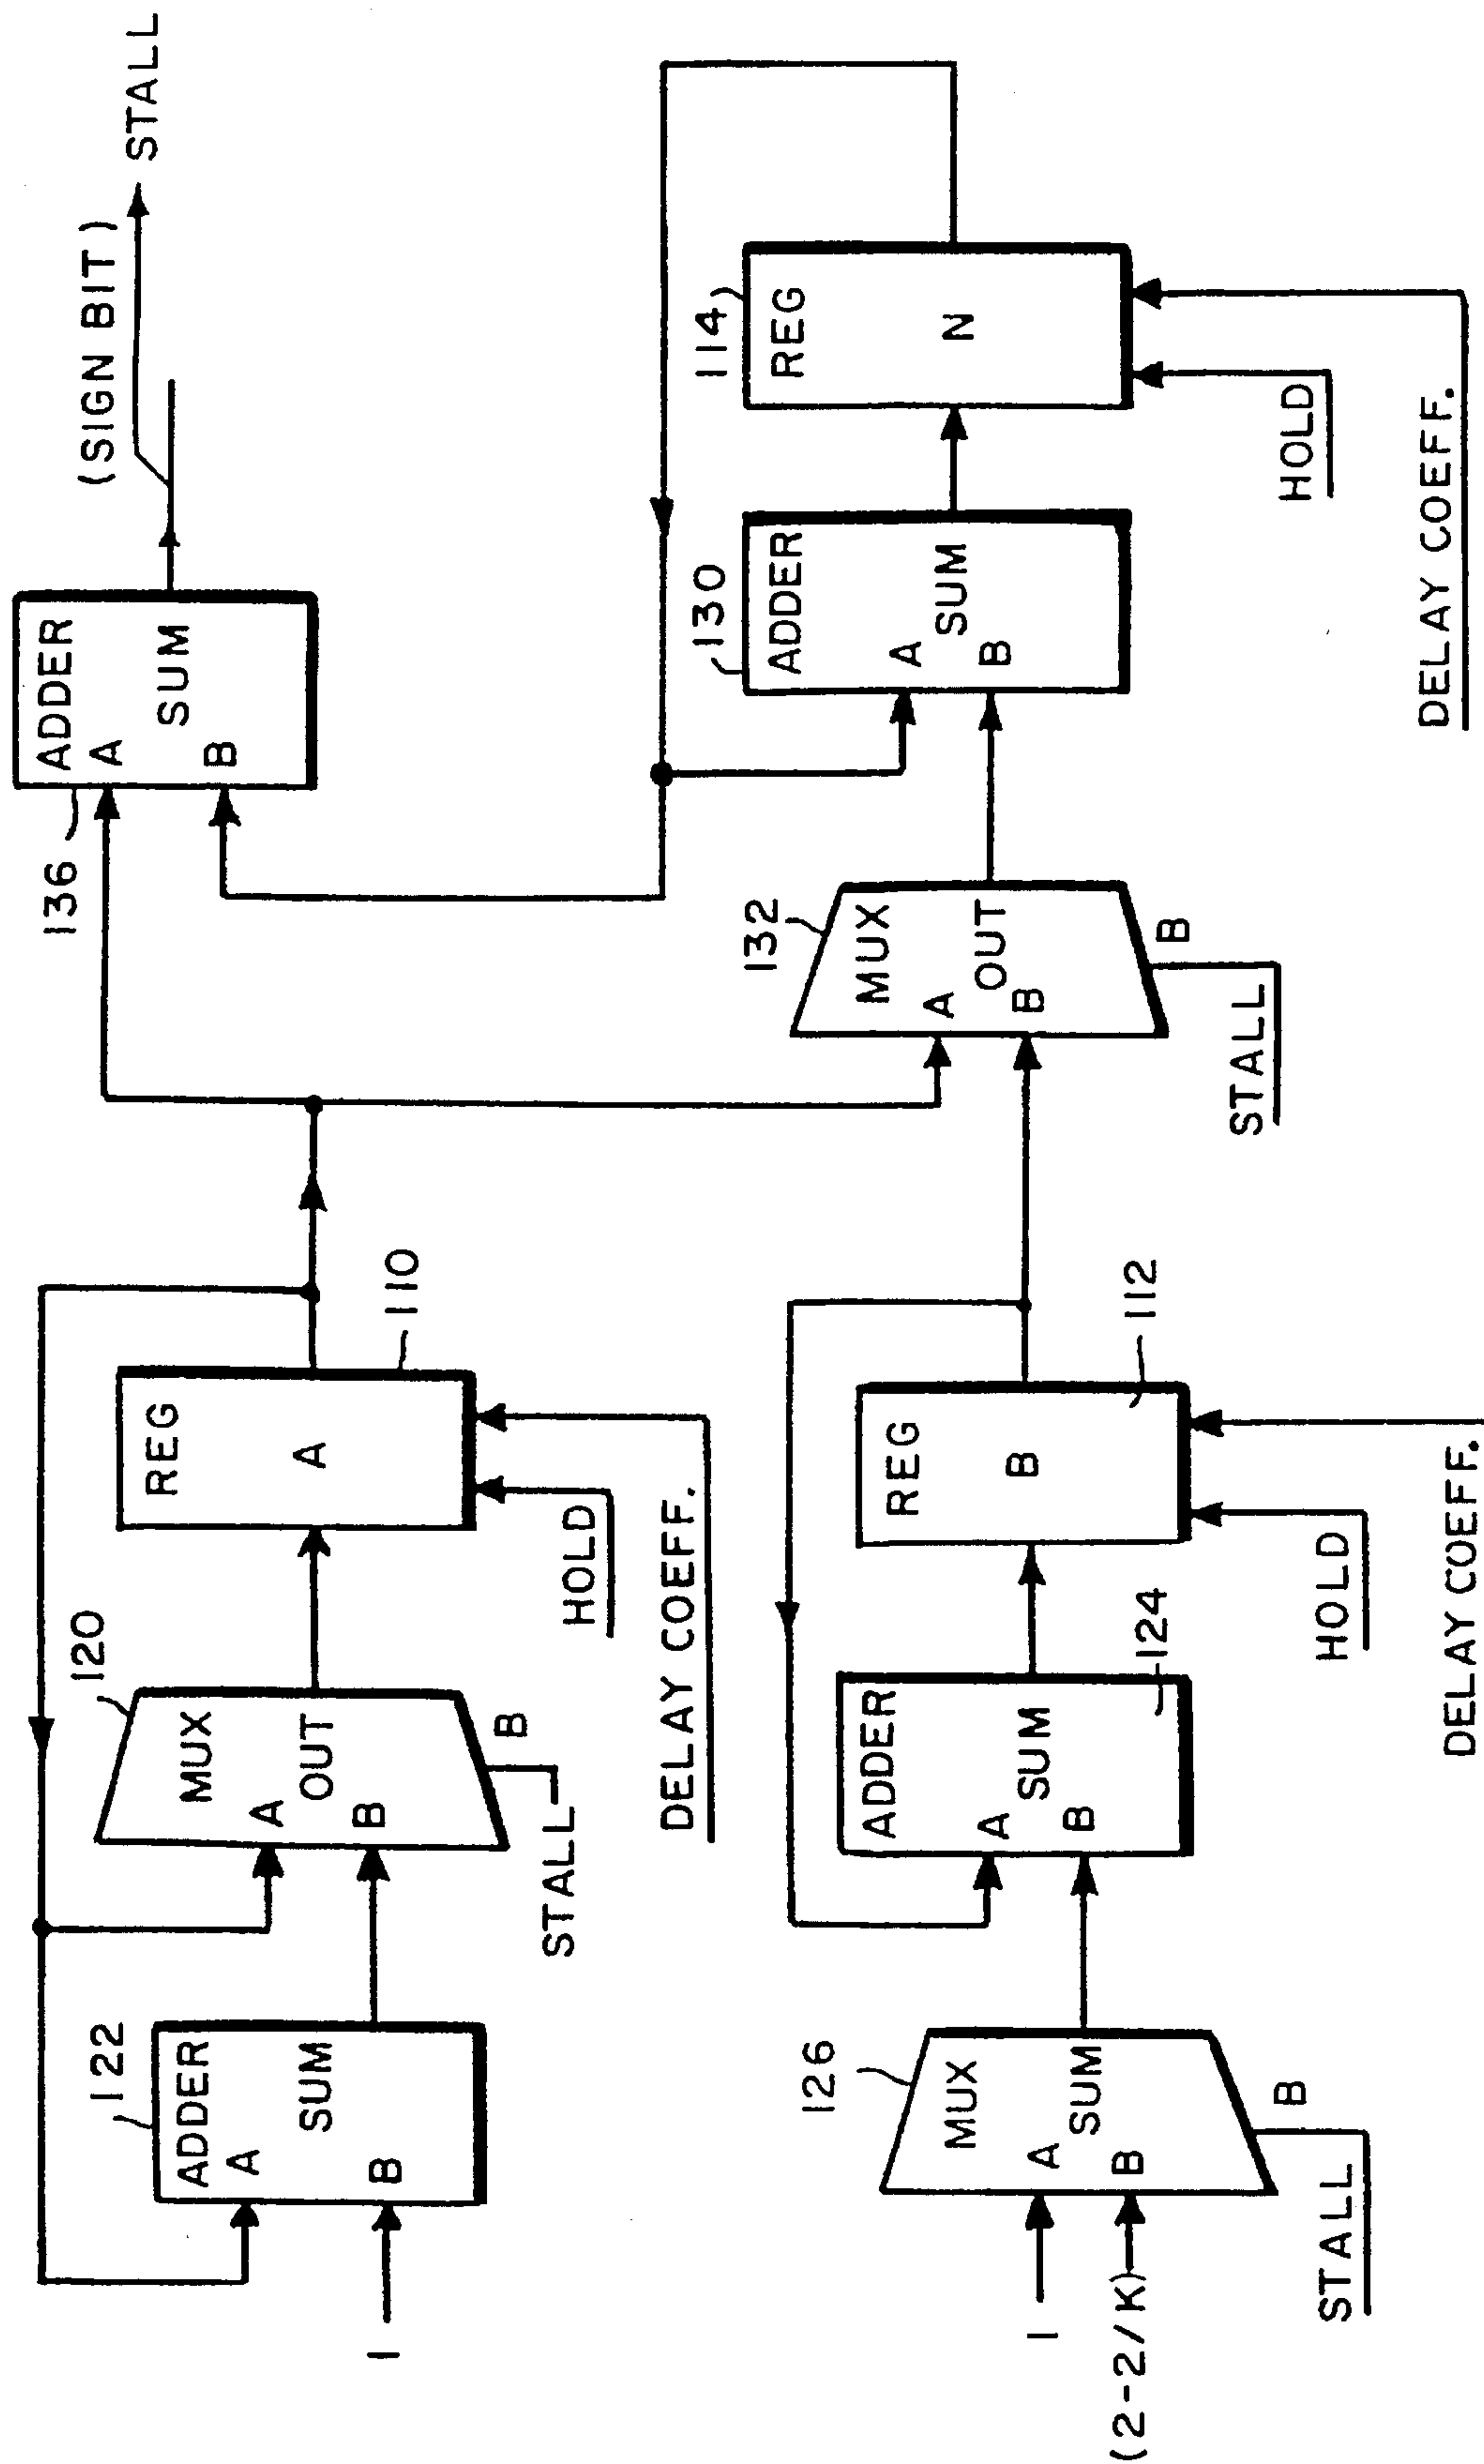 122
ADDER
A
SUM
B
1
120
MUX
A
OUT
B
B
STALL
REG
A
110
HOLD
DELAY COEFF.
136
ADDER
A
SUM
B
(SIGN BIT)
STALL
126
MUX
A
SUM
B
B
1
(2-2/K)
STALL
ADDER
A
SUM
B
124
REG
B
112
HOLD
DELAY COEFF.
132
MUX
A
OUT
B
B
STALL
130
ADDER
A
SUM
B
114
REG
N
HOLD
DELAY COEFF.